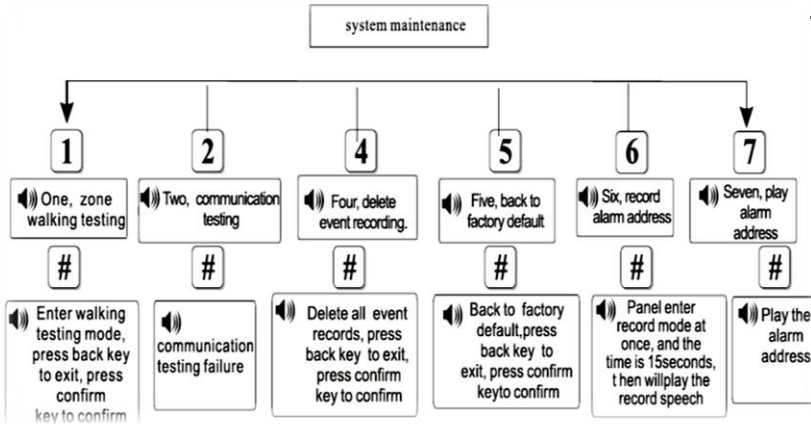 system maintenance
1
2
4
5
6
7
One, zone
walking testing
Two, communication
testing
Four, delete
event recording.
Five, back to
factory default
Six, record
alarm address
Seven, play
alarm
address
#
#
#
#
#
#
Enter walking
testing mode,
press back key
to exit, press
confirm
key to confirm
communication
testing failure
Delete all event
records, press
back key to exit,
press confirm
key to confirm
Back to factory
default,press
back key to
exit, press confirm
keyto confirm
Panel enter
record mode at
once, and the
time is 15seconds,
t hen willplay the
record speech
Play the
alarm
address